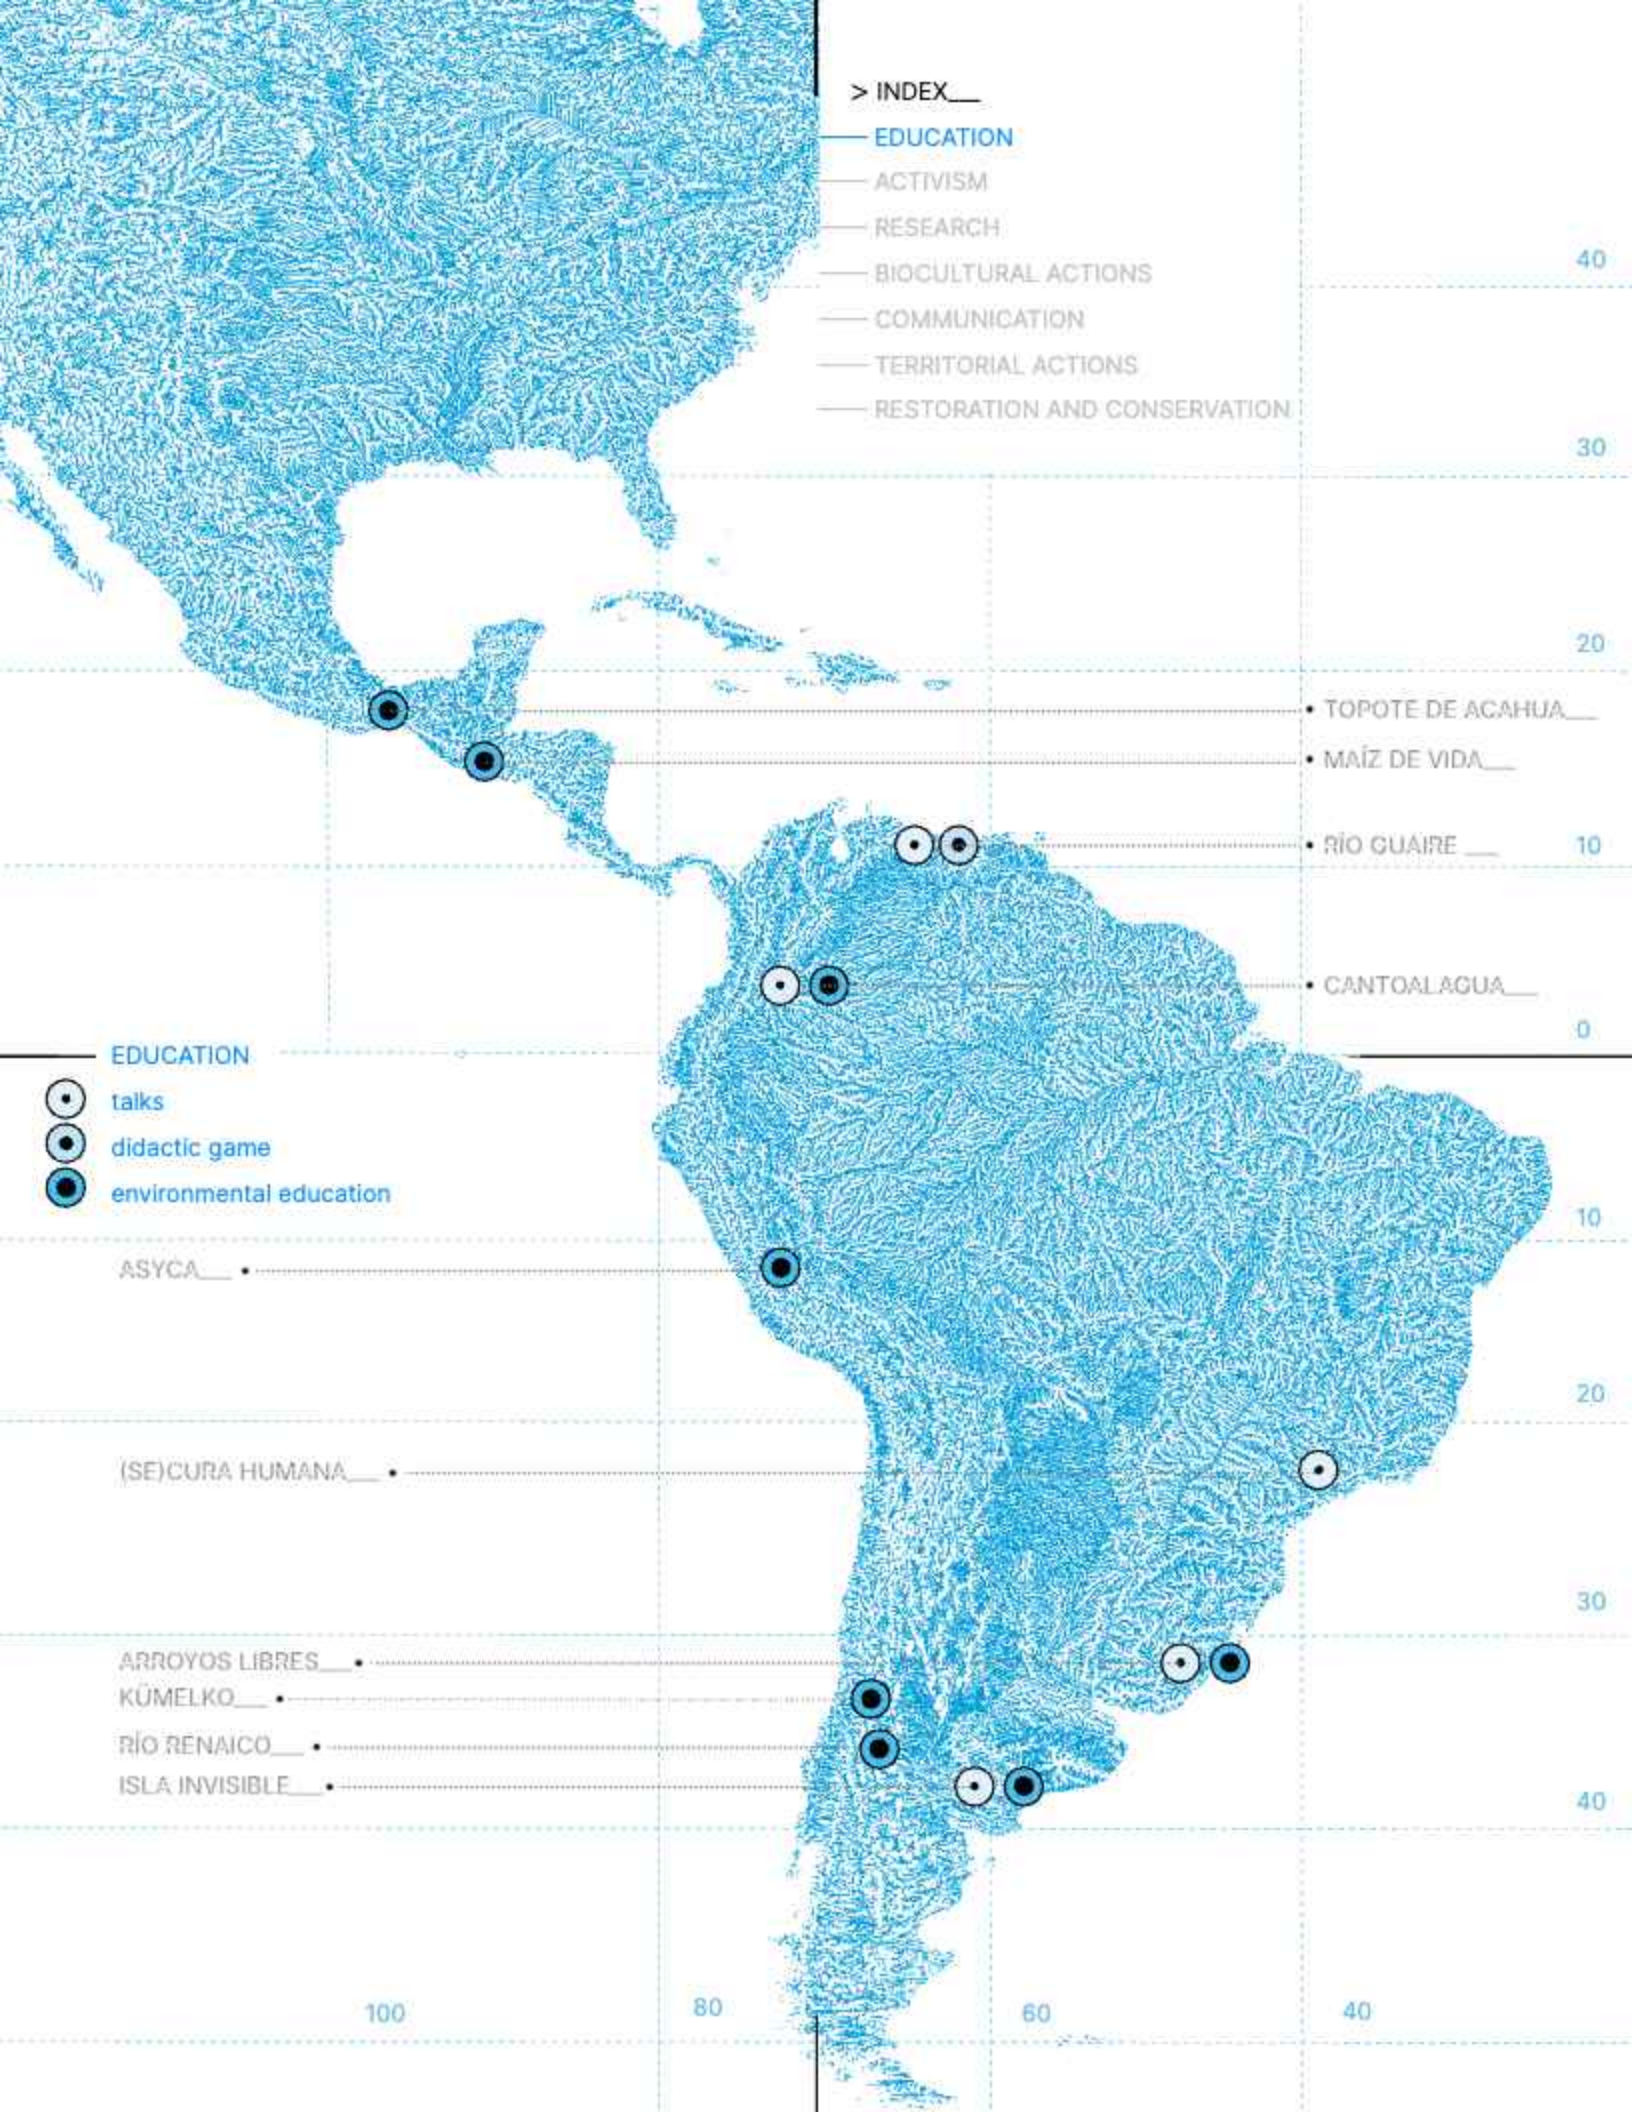 > INDEX__
EDUCATION
ACTIVISM
RESEARCH
BIOCULTURAL ACTIONS
40
COMMUNICATION
TERRITORIAL ACTIONS
RESTORATION AND CONSERVATION
30
20
• TOPOTE DE ACAHUA__
• MAÍZ DE VIDA__
• RÍO GUAIRE __
10
• CANTOALAGUA__
0
EDUCATION
talks
didactic game
environmental education
10
ASYCA__ •
20
(SE)CURA HUMANA__ •
30
ARROYOS LIBRES__ •
KÜMELKO__ •
RÍO RENAICO__ •
ISLA INVISIBLE__ •
40
100 80 60 40